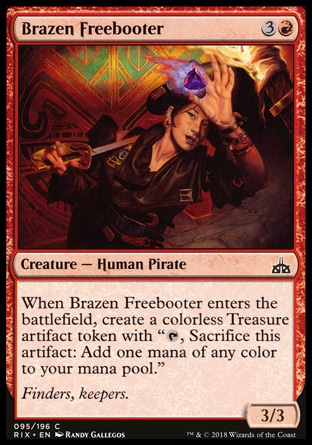 Brazen Freebooter 3
Creature — Human Pirate
When Brazen Freebooter enters the
battlefield, create a colorless Treasure
artifact token with “, Sacrifice this
artifact: Add one mana of any color
to your mana pool.”
Finders, keepers.
3/3
095/196 C
RIX • EN Randy Gallegos
™ & © 2018 Wizards of the Coast